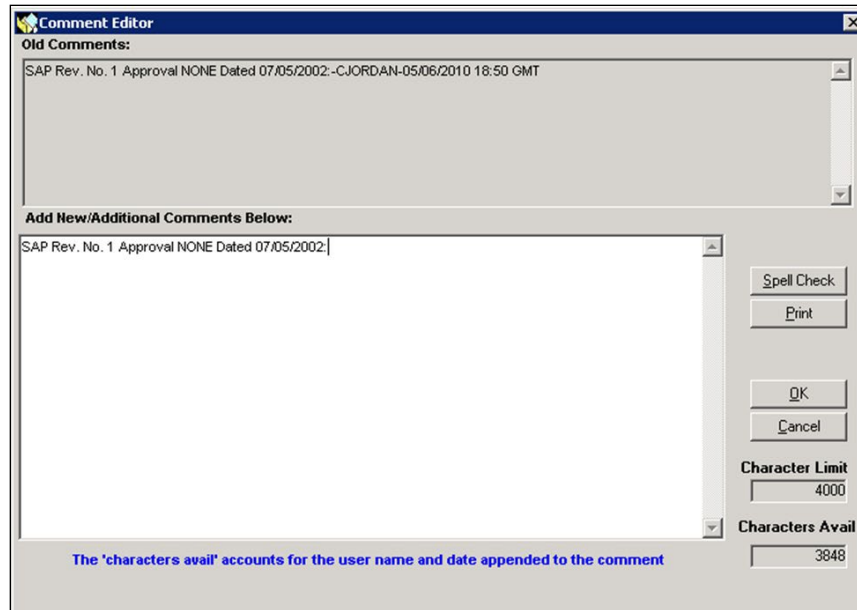 Comment Editor
Old Comments:
SAP Rev. No. 1 Approval NONE Dated 07/05/2002:-CJORDAN-05/06/2010 18:50 GMT
Add New/Additional Comments Below:
SAP Rev. No. 1 Approval NONE Dated 07/05/2002:
Spell Check
Print
OK
Cancel
Character Limit
4000
Characters Avail
3848
The 'characters avail' accounts for the user name and date appended to the comment